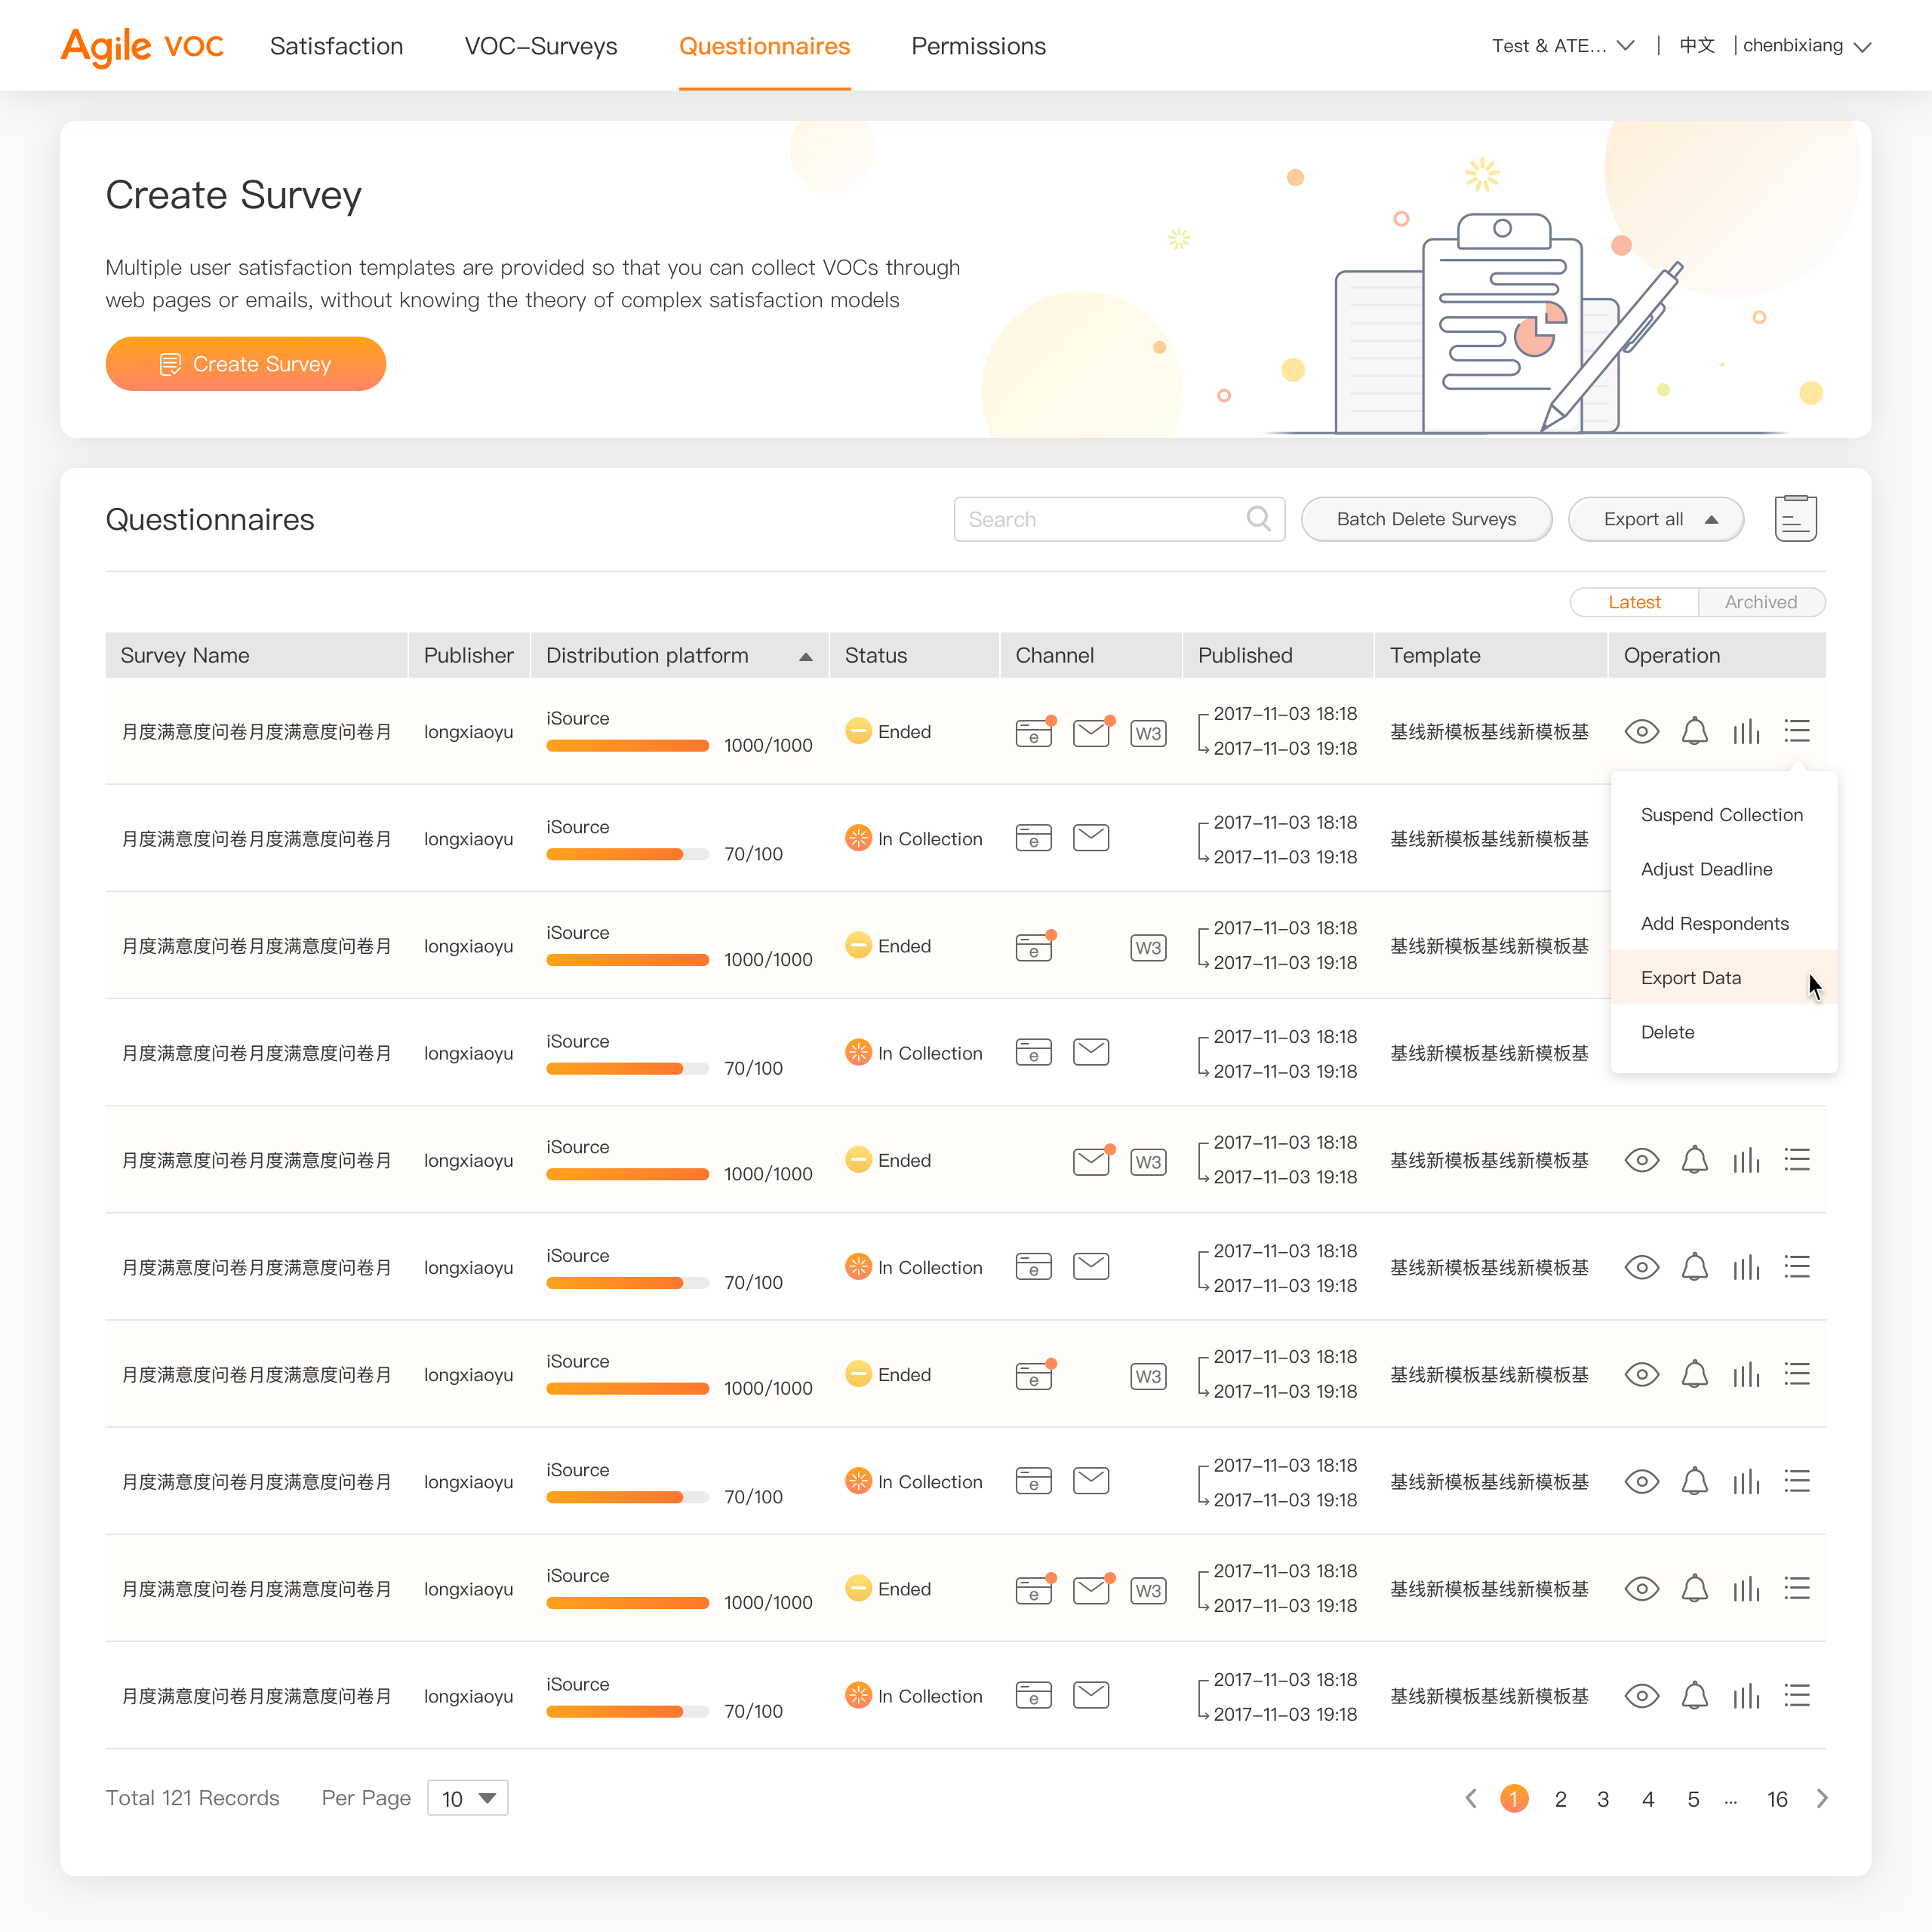 Agile VOC Satisfaction VOC-Surveys Questionnaires Permissions Test & ATE... | 中文 | chenbixiang
Create Survey
Multiple user satisfaction templates are provided so that you can collect VOCs through
web pages or emails, without knowing the theory of complex satisfaction models
Create Survey
Questionnaires Search Batch Delete Surveys Export all
Latest Archived
Survey Name Publisher Distribution platform Status Channel Published Template Operation
iSource 2017-11-03 18:18
月度满意度问卷月度满意度问卷月 longxiaoyu Ended e W3 基线新模板基线新模板基
1000/1000 2017-11-03 19:18
Suspend Collection
iSource 2017-11-03 18:18
月度满意度问卷月度满意度问卷月 longxiaoyu In Collection e 基线新模板基线新模板基
70/100 2017-11-03 19:18
Adjust Deadline
Add Respondents
iSource 2017-11-03 18:18
月度满意度问卷月度满意度问卷月 longxiaoyu Ended e W3 基线新模板基线新模板基
1000/1000 2017-11-03 19:18
Export Data
Delete
iSource 2017-11-03 18:18
月度满意度问卷月度满意度问卷月 longxiaoyu In Collection e 基线新模板基线新模板基
70/100 2017-11-03 19:18
iSource 2017-11-03 18:18
月度满意度问卷月度满意度问卷月 longxiaoyu Ended W3 基线新模板基线新模板基
1000/1000 2017-11-03 19:18
iSource 2017-11-03 18:18
月度满意度问卷月度满意度问卷月 longxiaoyu In Collection e 基线新模板基线新模板基
70/100 2017-11-03 19:18
iSource 2017-11-03 18:18
月度满意度问卷月度满意度问卷月 longxiaoyu Ended e W3 基线新模板基线新模板基
1000/1000 2017-11-03 19:18
iSource 2017-11-03 18:18
月度满意度问卷月度满意度问卷月 longxiaoyu In Collection e 基线新模板基线新模板基
70/100 2017-11-03 19:18
iSource 2017-11-03 18:18
月度满意度问卷月度满意度问卷月 longxiaoyu Ended e W3 基线新模板基线新模板基
1000/1000 2017-11-03 19:18
iSource 2017-11-03 18:18
月度满意度问卷月度满意度问卷月 longxiaoyu In Collection e 基线新模板基线新模板基
70/100 2017-11-03 19:18
Total 121 Records Per Page 10 1 2 3 4 5 ... 16